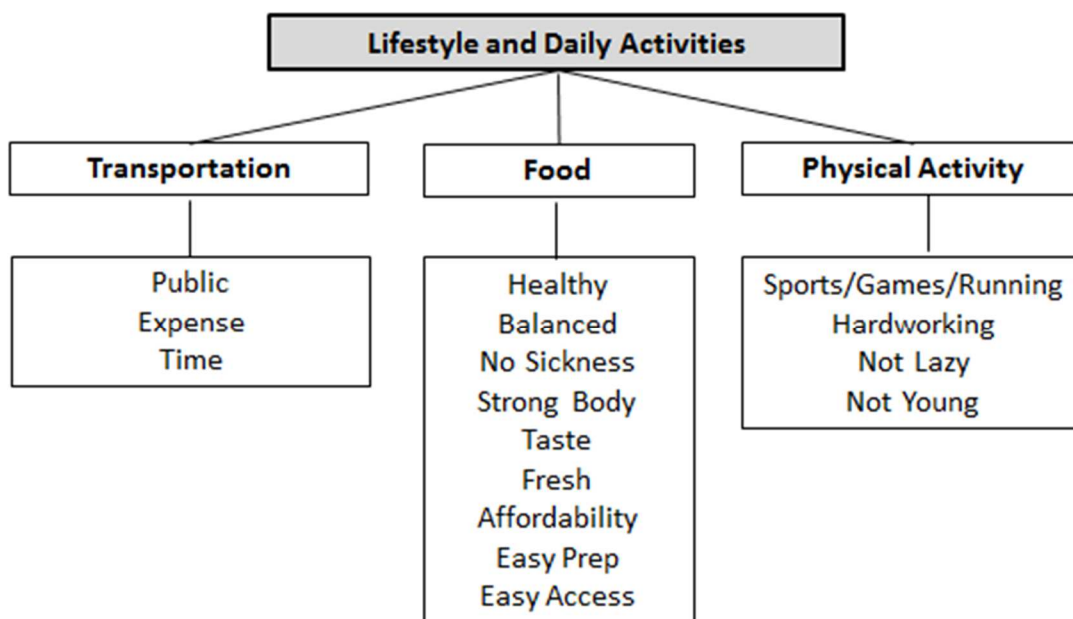 Lifestyle and Daily Activities
Transportation
Food
Physical Activity
Public
Expense
Time
Healthy
Balanced
No Sickness
Strong Body
Taste
Fresh
Affordability
Easy Prep
Easy Access
Sports/Games/Running
Hardworking
Not Lazy
Not Young